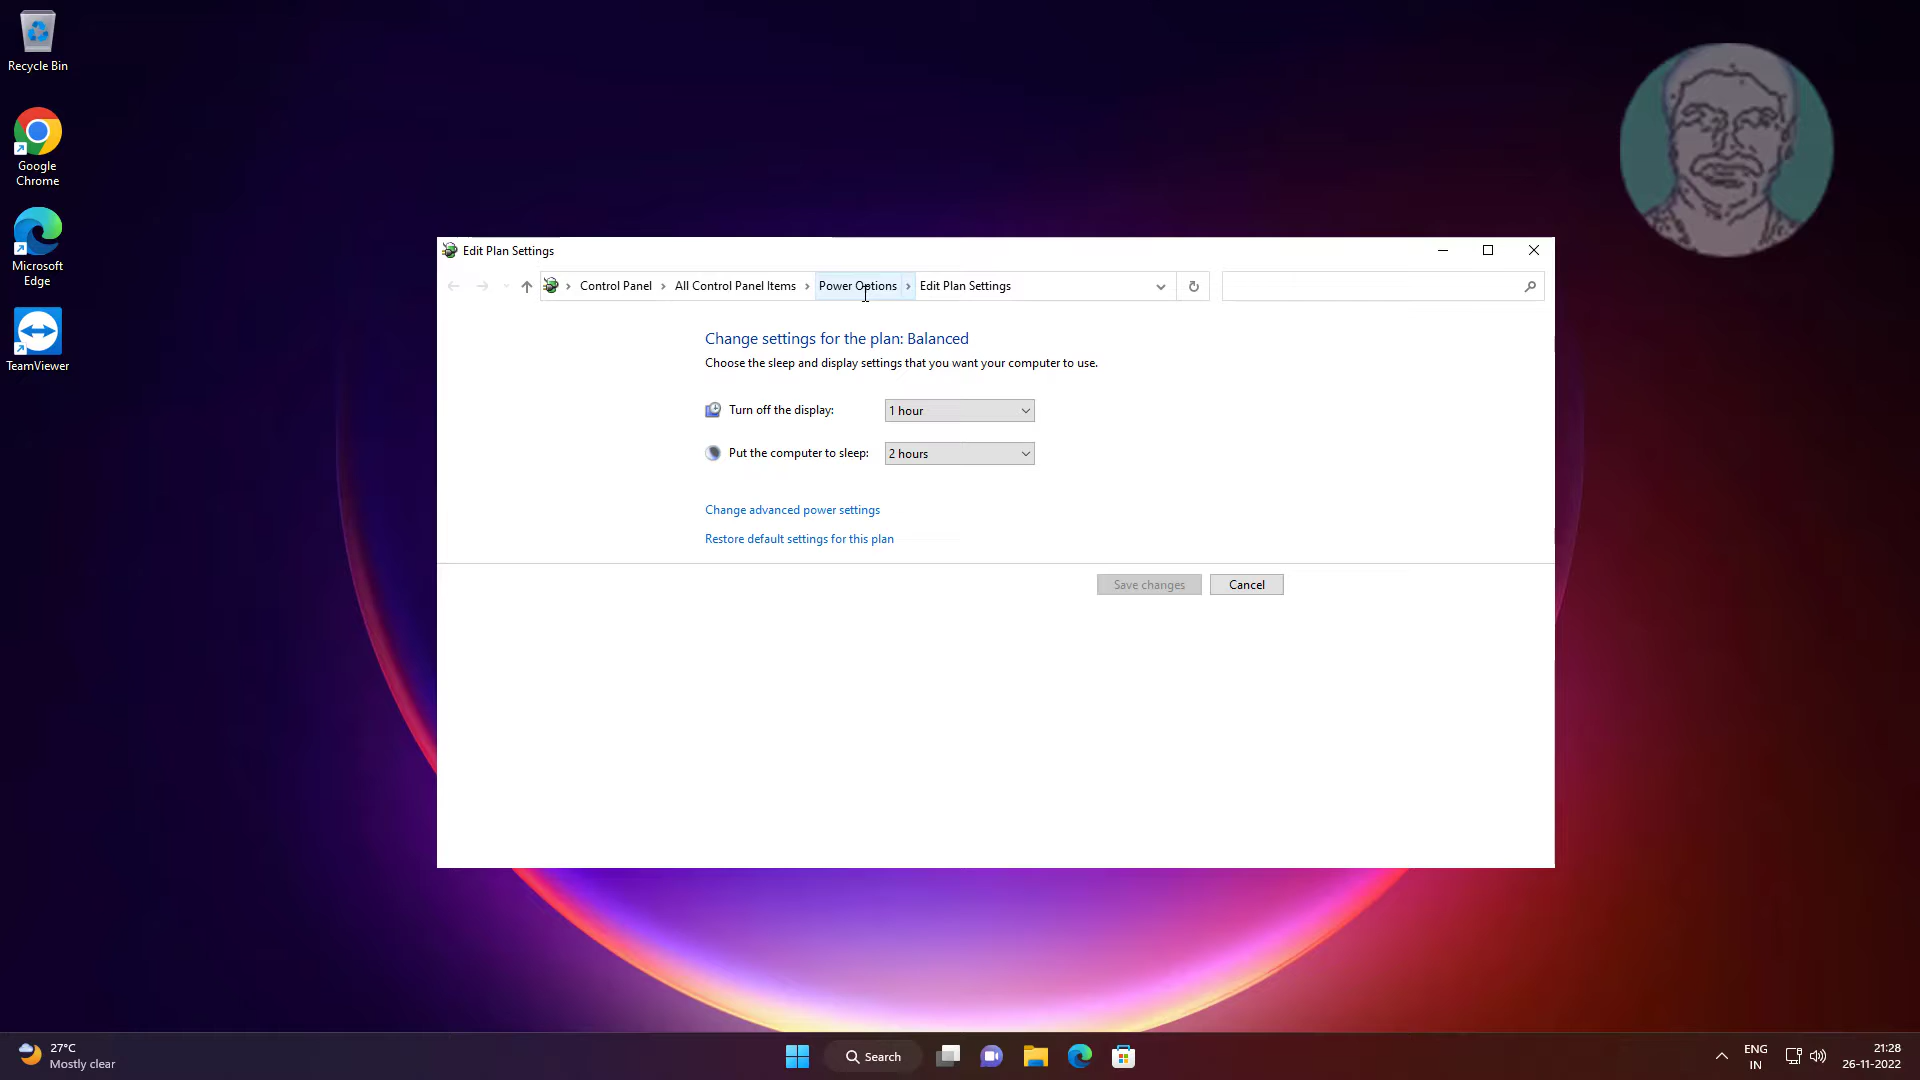 Recycle Bin
Google
Chrome
Microsoft
Edge
TeamViewer
Edit Plan Settings
Control Panel
All Control Panel Items
Power Options
Edit Plan Settings
Change settings for the plan: Balanced
Choose the sleep and display settings that you want your computer to use.
Turn off the display:
1 hour
Put the computer to sleep:
2 hours
Change advanced power settings
Restore default settings for this plan
Save changes
Cancel
27°C
Mostly clear
Search
ENG
IN
21:28
26-11-2022